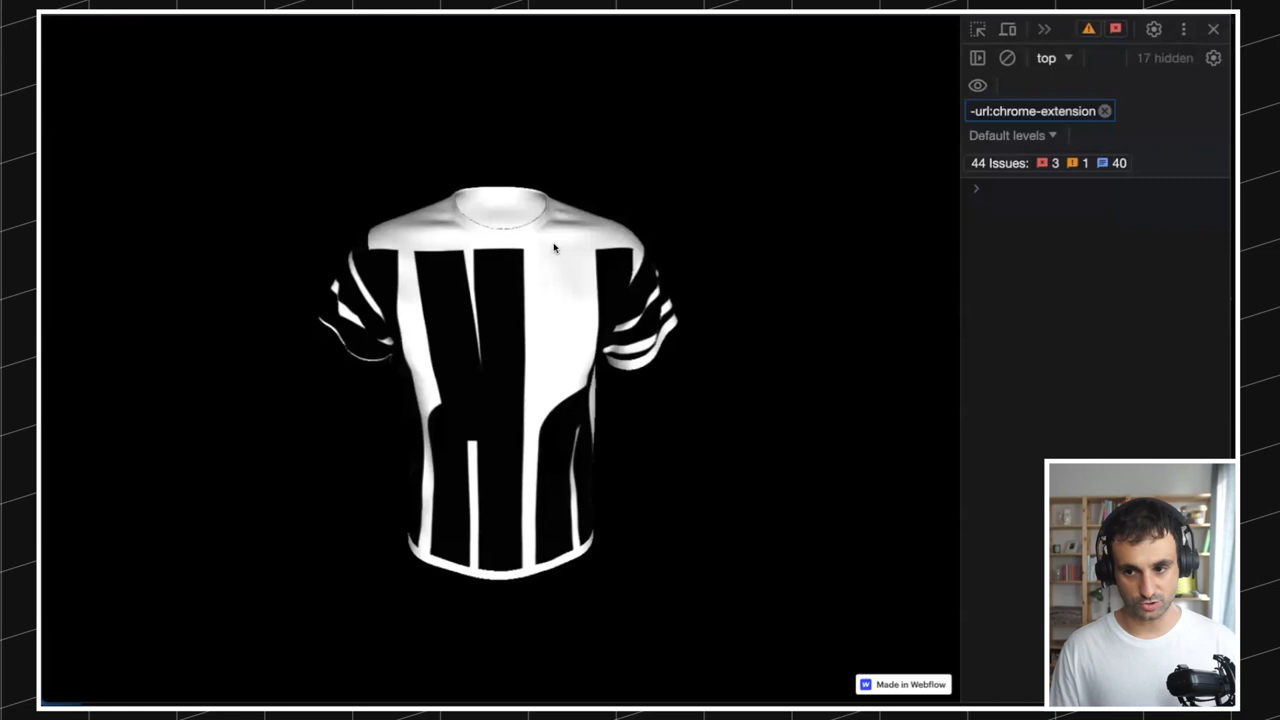 top
17 hidden
-url:chrome-extension
Default levels
44 Issues: 3 1 40
Made in Webflow